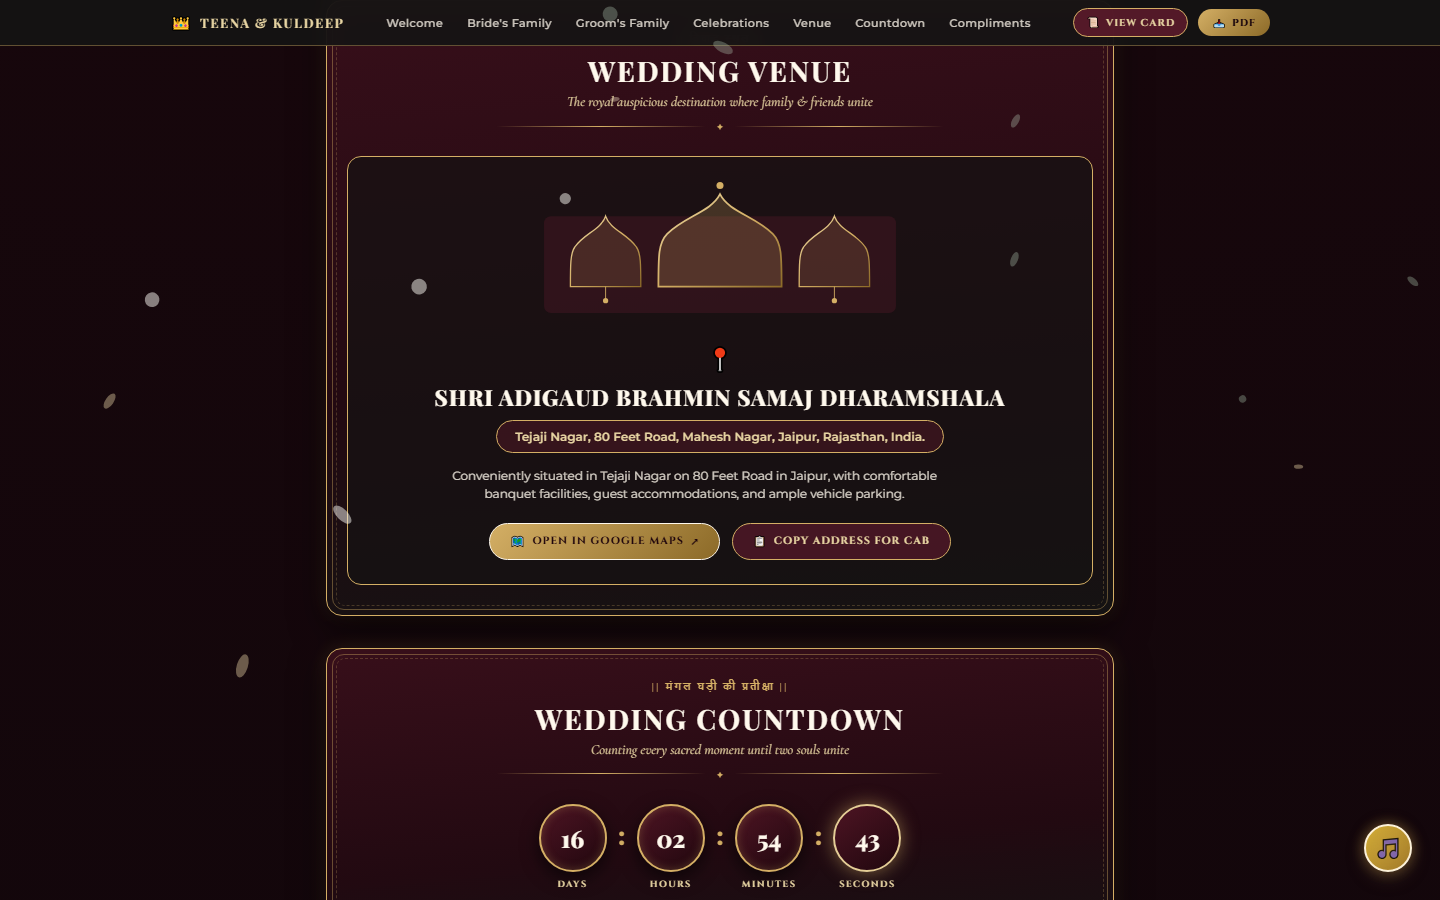 TEENA & KULDEEP
Welcome
Bride's Family
Groom's Family
Celebrations
Venue
Countdown
Compliments
VIEW CARD
PDF
WEDDING VENUE
The royal auspicious destination where family & friends unite
SHRI ADIGAUD BRAHMIN SAMAJ DHARAMSHALA
Tejaji Nagar, 80 Feet Road, Mahesh Nagar, Jaipur, Rajasthan, India.
Conveniently situated in Tejaji Nagar on 80 Feet Road in Jaipur, with comfortable
banquet facilities, guest accommodations, and ample vehicle parking.
OPEN IN GOOGLE MAPS ↗
COPY ADDRESS FOR CAB
|| मंगल घड़ी की प्रतीक्षा ||
WEDDING COUNTDOWN
Counting every sacred moment until two souls unite
16 : 02 : 54 : 43
DAYS HOURS MINUTES SECONDS